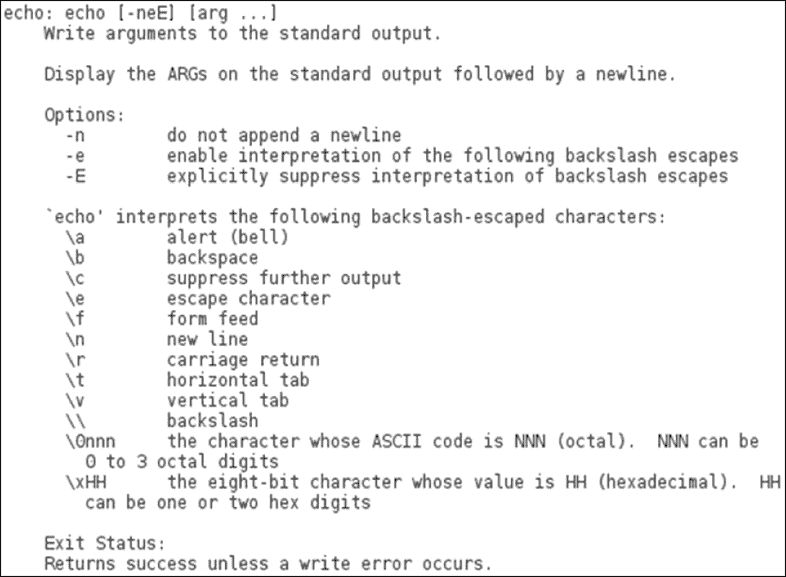 echo: echo [-neE] [arg ...]
    Write arguments to the standard output.

    Display the ARGs on the standard output followed by a newline.

    Options:
      -n        do not append a newline
      -e        enable interpretation of the following backslash escapes
      -E        explicitly suppress interpretation of backslash escapes

    `echo' interprets the following backslash-escaped characters:
      \a        alert (bell)
      \b        backspace
      \c        suppress further output
      \e        escape character
      \f        form feed
      \n        new line
      \r        carriage return
      \t        horizontal tab
      \v        vertical tab
      \\        backslash
      \0nnn     the character whose ASCII code is NNN (octal).  NNN can be
        0 to 3 octal digits
      \xHH      the eight-bit character whose value is HH (hexadecimal).  HH
        can be one or two hex digits

    Exit Status:
    Returns success unless a write error occurs.